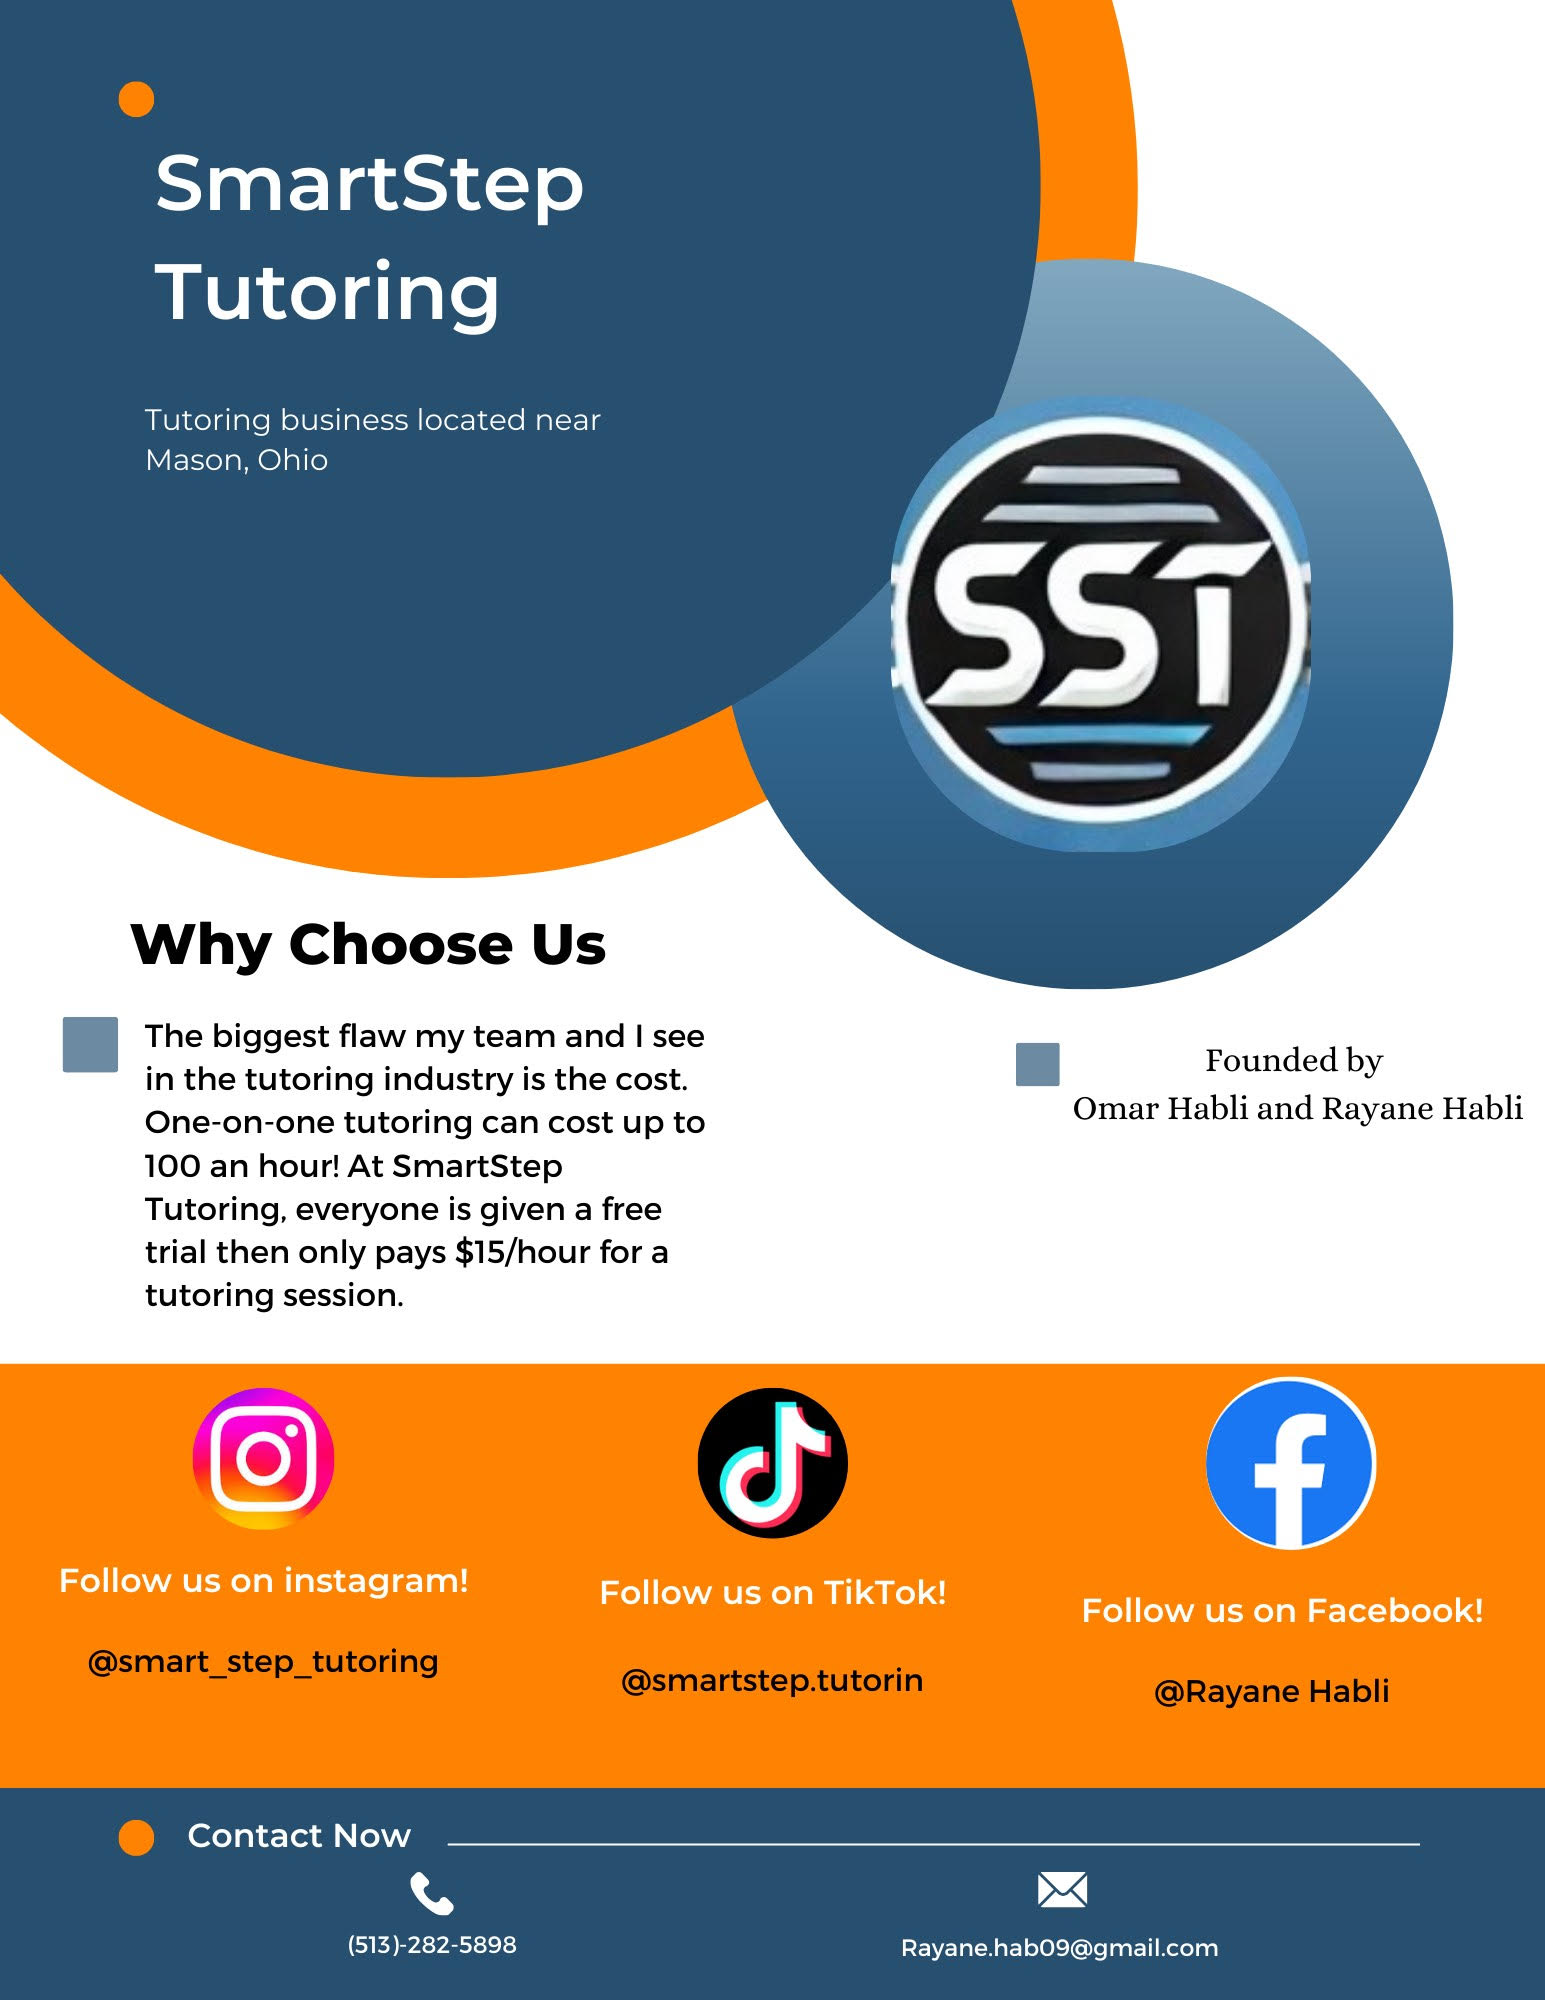 SmartStep
Tutoring
Tutoring business located near
Mason, Ohio
SST
Why Choose Us
The biggest flaw my team and I see
in the tutoring industry is the cost.
One-on-one tutoring can cost up to
100 an hour! At SmartStep
Tutoring, everyone is given a free
trial then only pays $15/hour for a
tutoring session.
Founded by
Omar Habli and Rayane Habli
Follow us on instagram!
@smart_step_tutoring
Follow us on TikTok!
@smartstep.tutorin
Follow us on Facebook!
@Rayane Habli
Contact Now
(513)-282-5898
Rayane.hab09@gmail.com